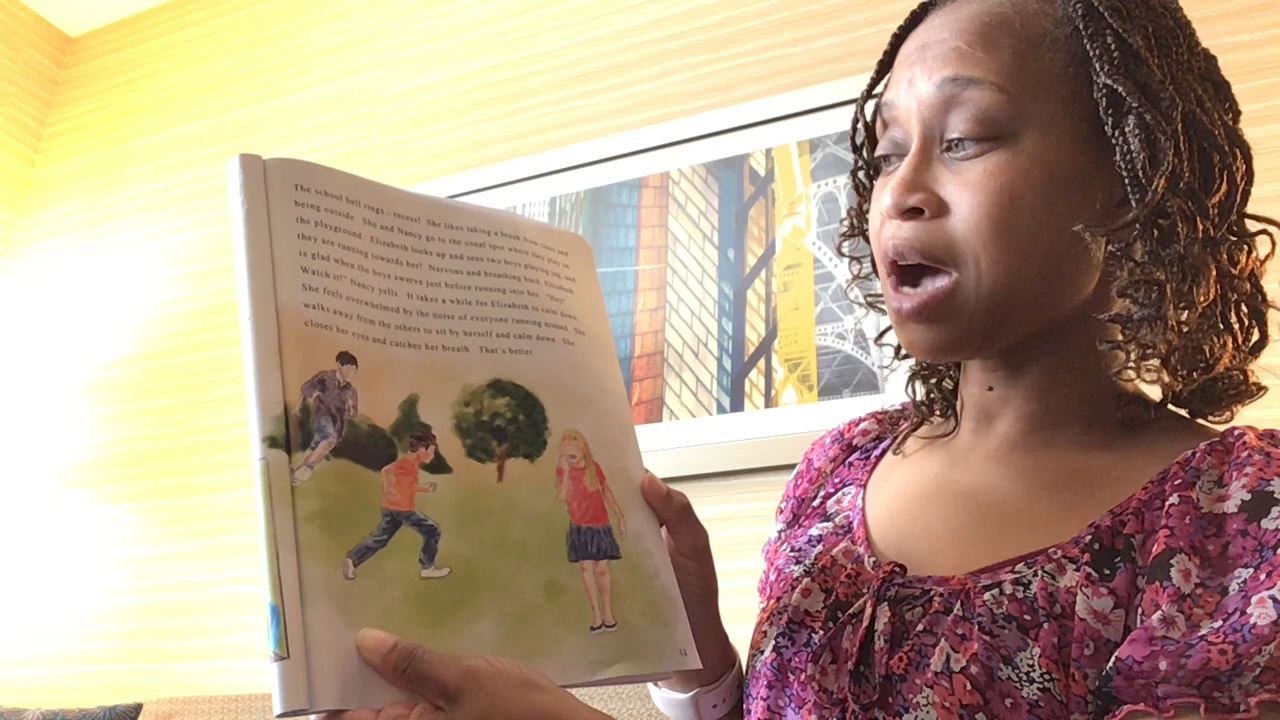 The school bell rings - recess! She likes taking a break from class and
being outside. She and Nancy go to the usual spot where they play on
the playground. Elizabeth looks up and sees two boys playing tag, and
they are running towards her! Nervous and breathing hard, Elizabeth
is glad when the boys swerve just before running into her. "Hey!
Watch it!" Nancy yells. It takes a while for Elizabeth to calm down.
She feels overwhelmed by the noise of everyone running around. She
walks away from the others to sit by herself and calm down. She
closes her eyes and catches her breath. That's better.
14